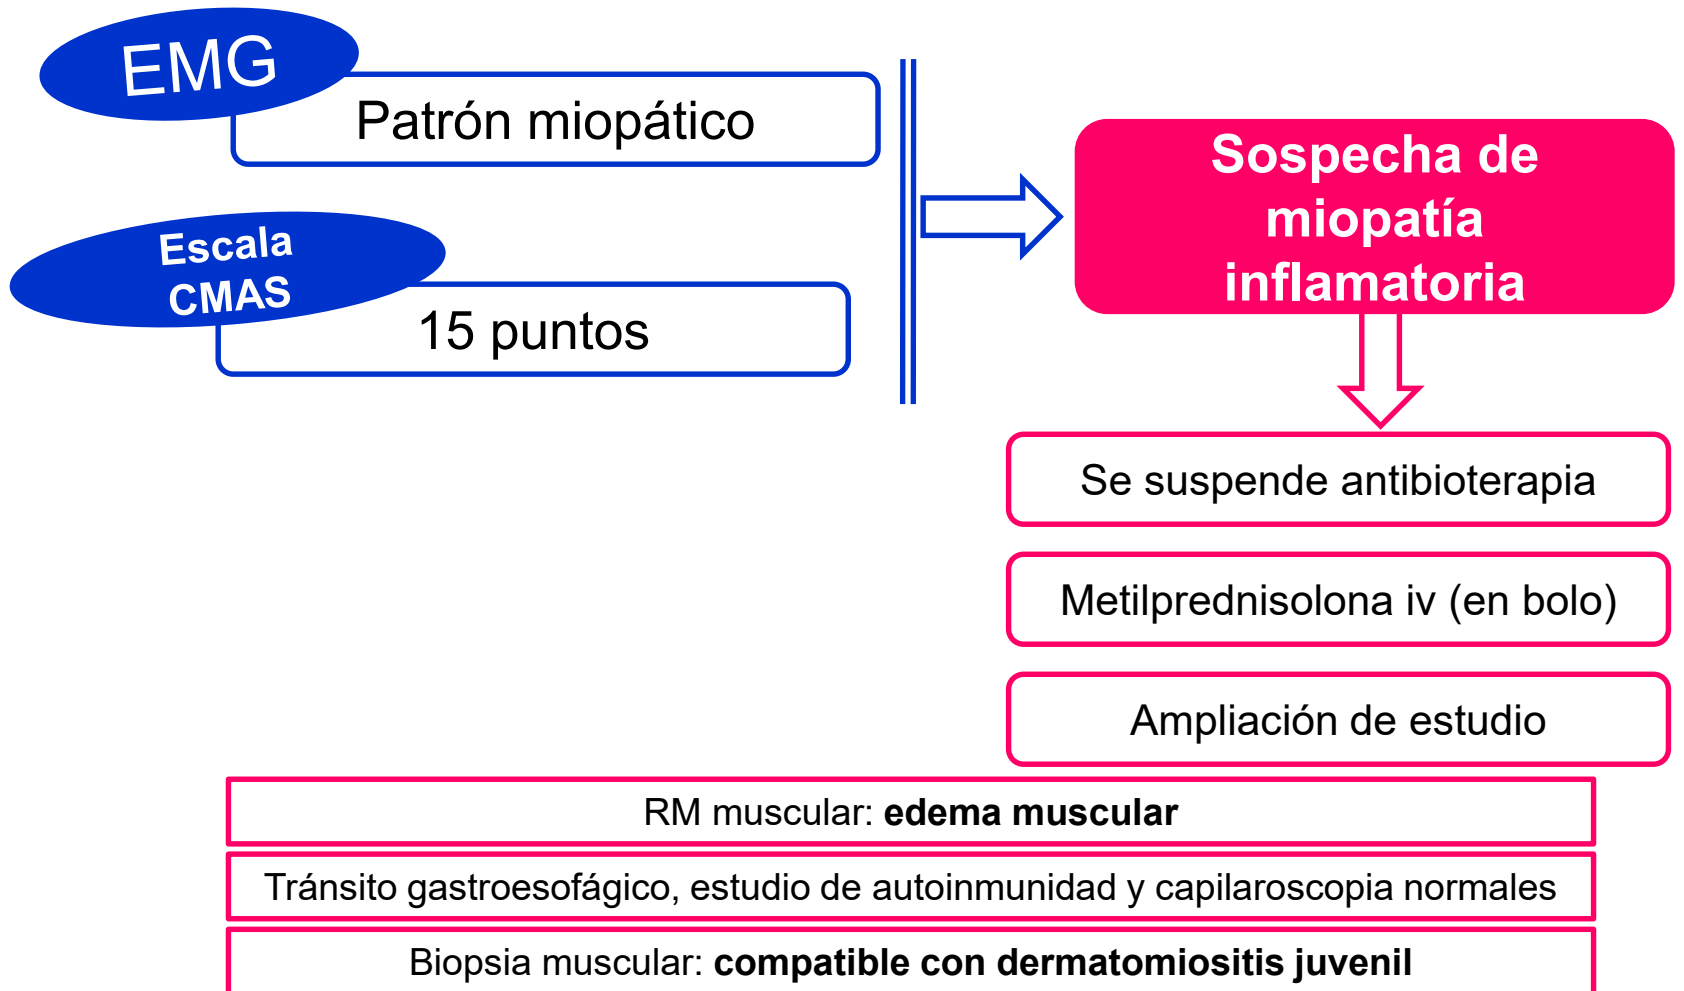 EMG
Patrón miopático
Escala
CMAS
15 puntos
Sospecha de
miopatía
inflamatoria
Se suspende antibioterapia
Metilprednisolona iv (en bolo)
Ampliación de estudio
RM muscular: edema muscular
Tránsito gastroesofágico, estudio de autoinmunidad y capilaroscopia normales
Biopsia muscular: compatible con dermatomiositis juvenil